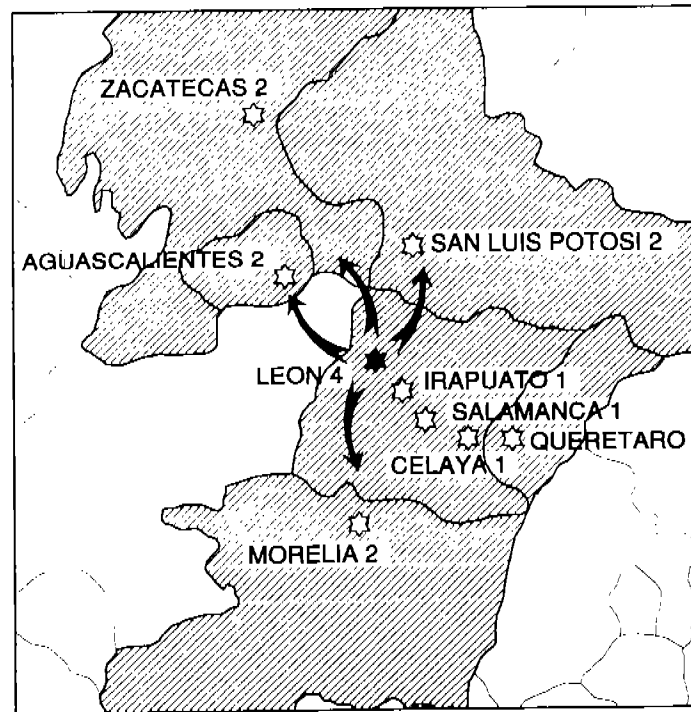 ZACATECAS 2
SAN LUIS POTOSI 2
AGUASCALIENTES 2
LEON 4
IRAPUATO 1
SALAMANCA 1
QUERETARO
CELAYA 1
MORELIA 2